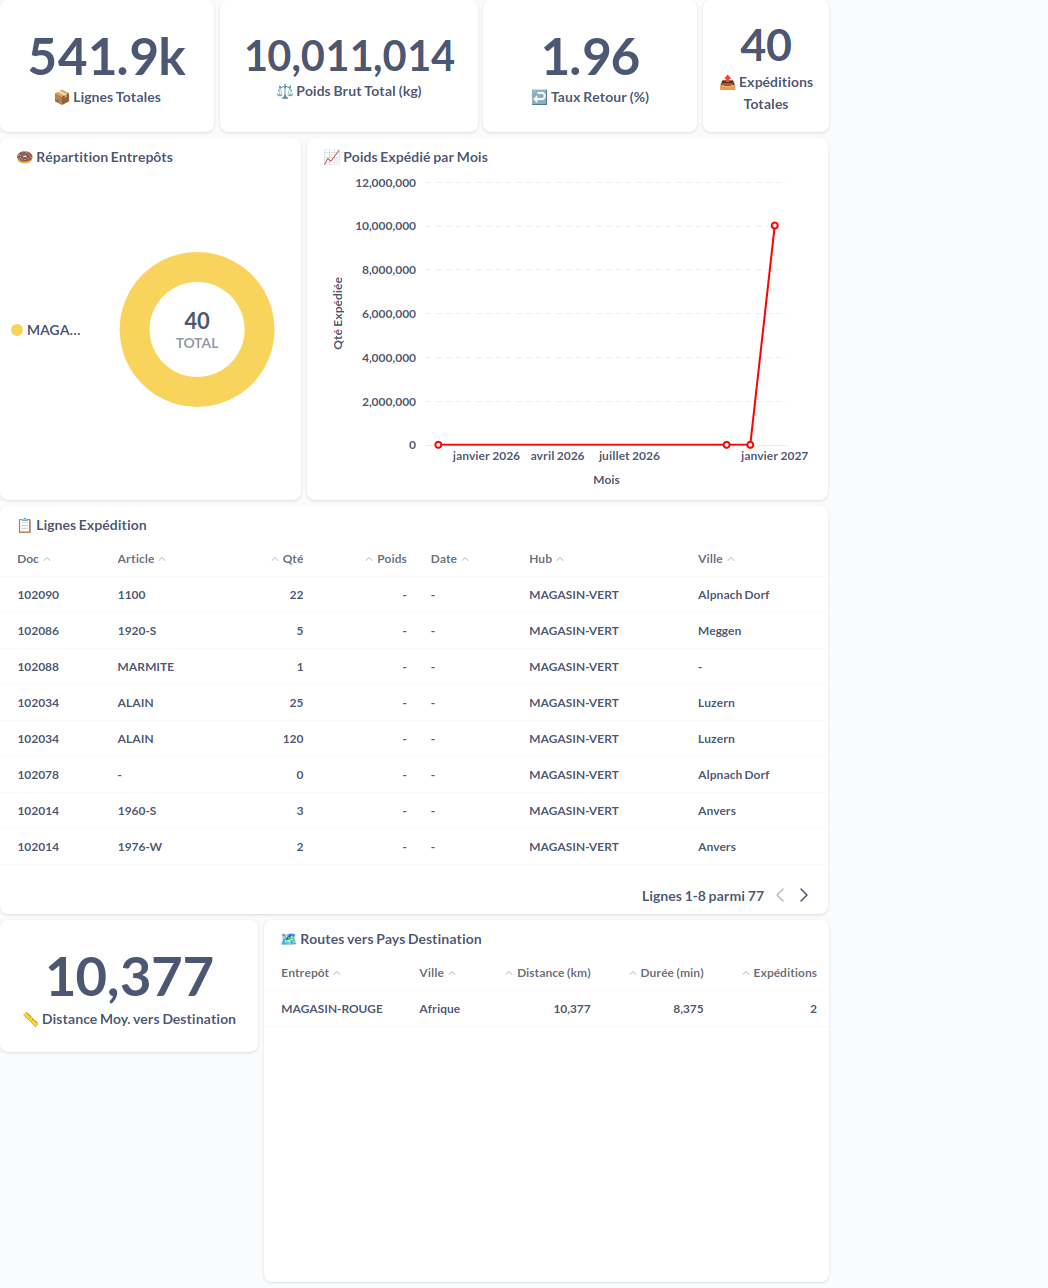 541.9k
📦 Lignes Totales
10,011,014
⚖️ Poids Brut Total (kg)
1.96
↩️ Taux Retour (%)
40
📤 Expéditions
Totales
🍩 Répartition Entrepôts
MAGA...
40
TOTAL
📈 Poids Expédié par Mois
12,000,000
10,000,000
8,000,000
6,000,000
4,000,000
2,000,000
0
Qté Expédiée
janvier 2026 avril 2026 juillet 2026 janvier 2027
Mois
📋 Lignes Expédition
Doc Article Qté Poids Date Hub Ville
102090 1100 22 - - MAGASIN-VERT Alpnach Dorf
102086 1920-S 5 - - MAGASIN-VERT Meggen
102088 MARMITE 1 - - MAGASIN-VERT -
102034 ALAIN 25 - - MAGASIN-VERT Luzern
102034 ALAIN 120 - - MAGASIN-VERT Luzern
102078 - 0 - - MAGASIN-VERT Alpnach Dorf
102014 1960-S 3 - - MAGASIN-VERT Anvers
102014 1976-W 2 - - MAGASIN-VERT Anvers
Lignes 1-8 parmi 77
10,377
📏 Distance Moy. vers Destination
🗺️ Routes vers Pays Destination
Entrepôt Ville Distance (km) Durée (min) Expéditions
MAGASIN-ROUGE Afrique 10,377 8,375 2